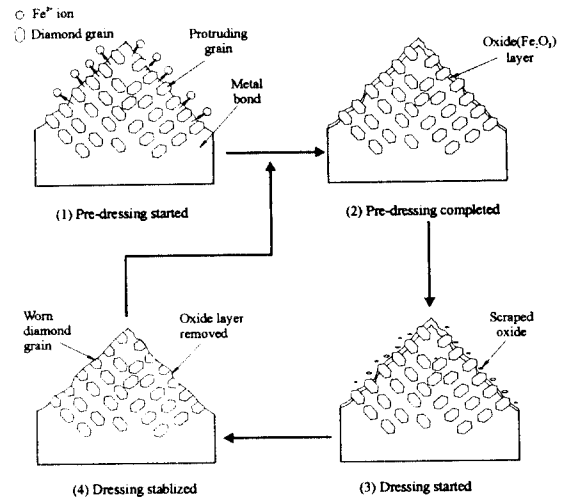 Fe³⁺ ion
Diamond grain
Protruding
grain
Metal
bond
(1) Pre-dressing started
Oxide(Fe₂O₃)
layer
(2) Pre-dressing completed
Worn
diamond
grain
Oxide layer
removed
(4) Dressing stablized
Scraped
oxide
(3) Dressing started